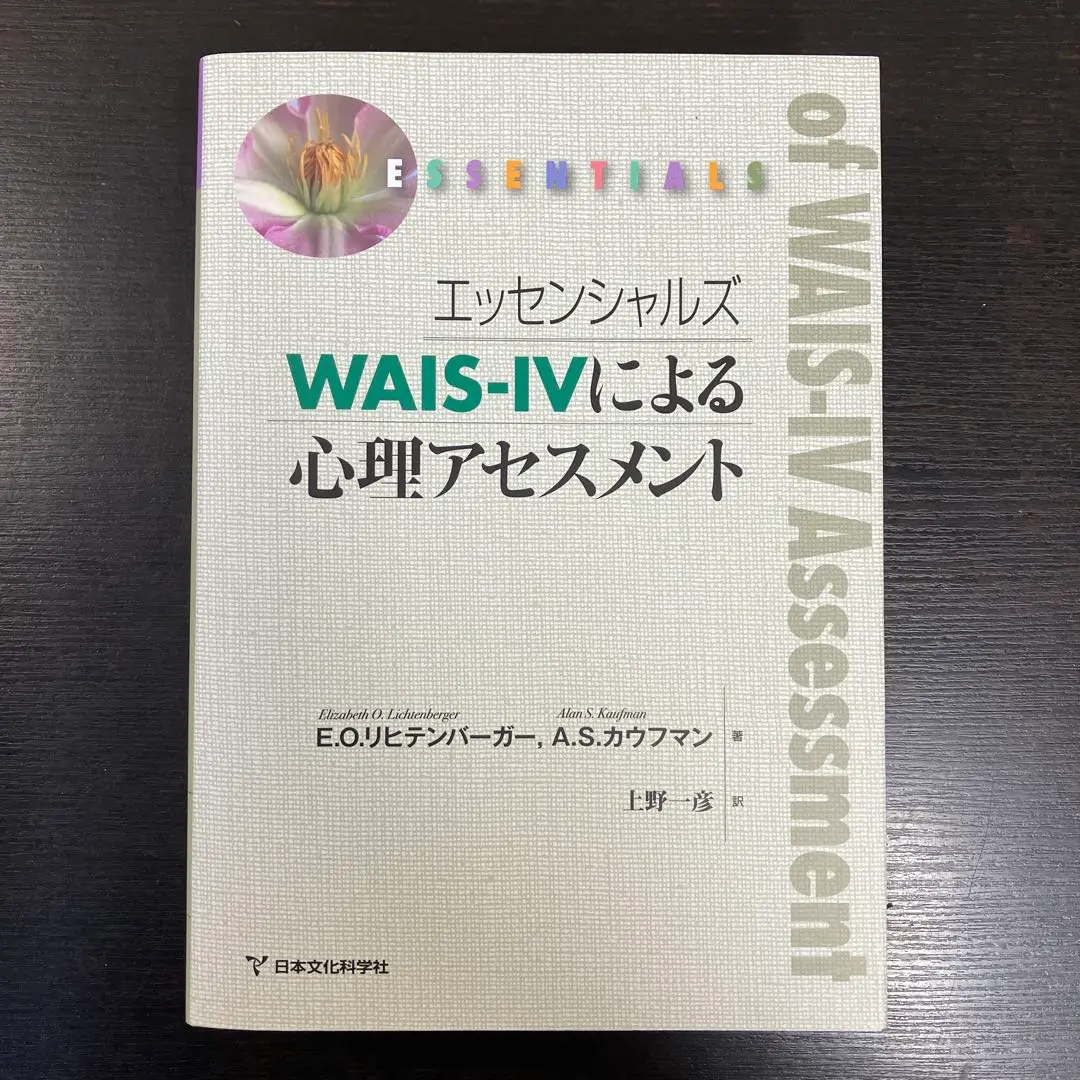 ESSENTIALS
of WAIS-IV Assessment
エッセンシャルズ
WAIS-IVによる
心理アセスメント
Elizabeth O. Lichtenberger Alan S. Kaufman
E.O.リヒテンバーガー, A.S.カウフマン 著
上野一彦 訳
日本文化科学社